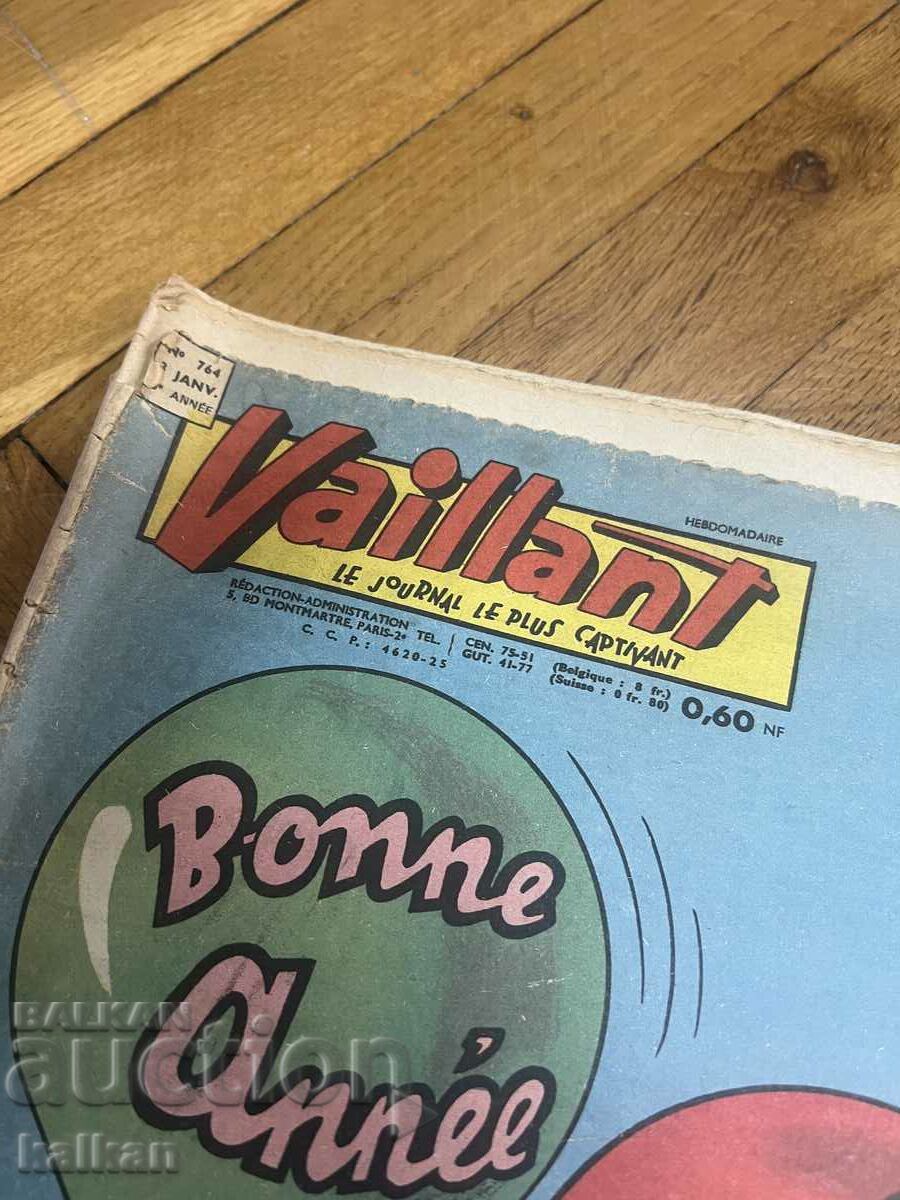 No 764
JANV.
ANNÉE
Vaillant
HEBDOMADAIRE
LE JOURNAL LE PLUS CAPTIVANT
RÉDACTION-ADMINISTRATION
5, BD MONTMARTRE, PARIS-2e TEL.
C. C. P.: 4620-25
CEN. 75-51
GUT. 41-77
(Belgique : 8 fr.)
(Suisse : 0 fr. 80)
0,60 NF
Bonne
Année
BALKAN
auction
kalkan